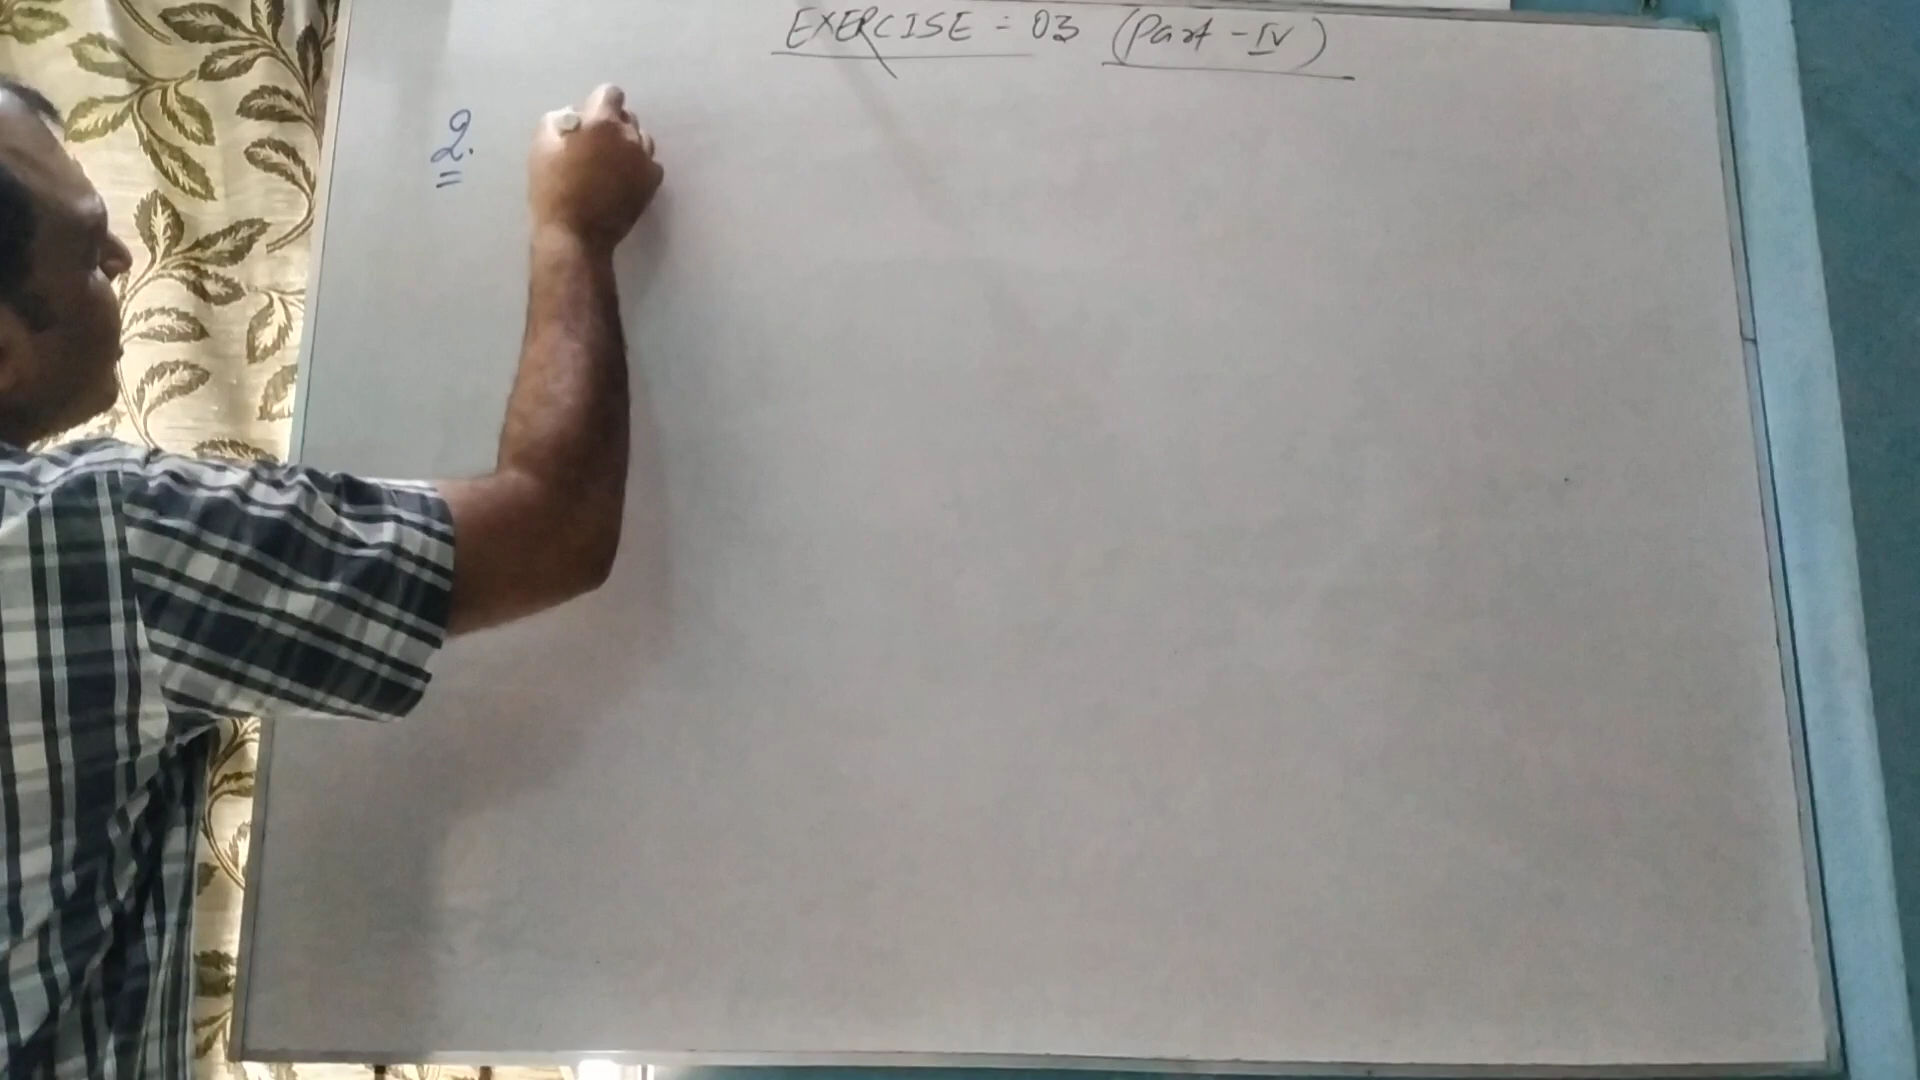 EXERCISE = 03 (Part - IV)
2.